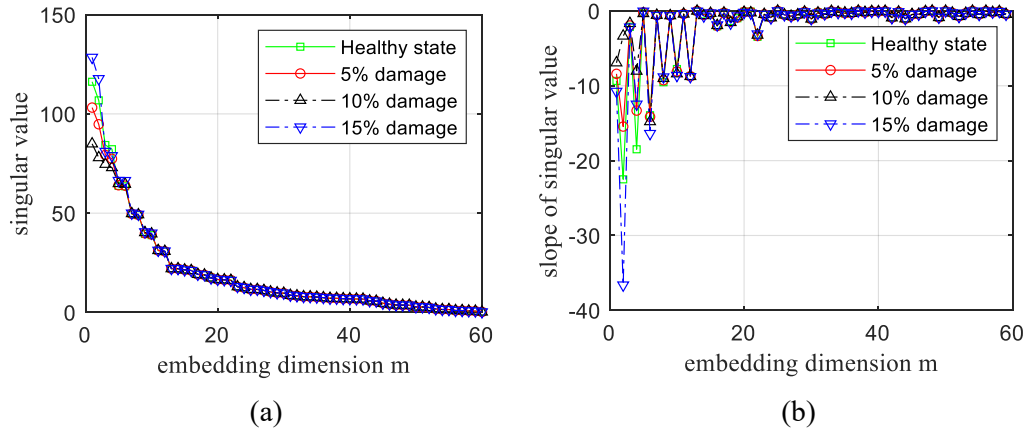 150
100
50
0
0
20
40
60
singular value
embedding dimension m
Healthy state
5% damage
10% damage
15% damage
(a)
0
-10
-20
-30
-40
0
20
40
60
slope of singular value
embedding dimension m
Healthy state
5% damage
10% damage
15% damage
(b)